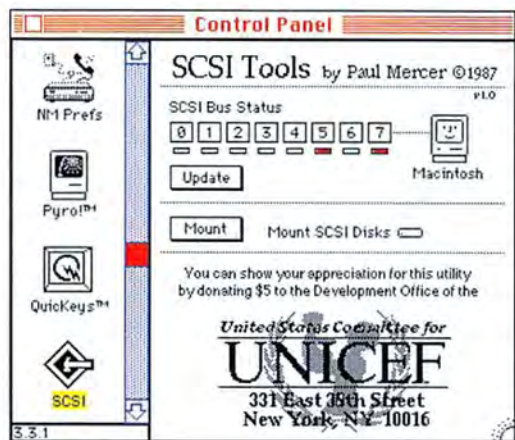 Control Panel
NM Prefs
Pyro!™
QuicKeys™
SCSI
3.3.1
SCSI Tools by Paul Mercer ©1987
v1.0
SCSI Bus Status
0 1 2 3 4 5 6 7
Macintosh
Update
Mount Mount SCSI Disks
You can show your appreciation for this utility
by donating $5 to the Development Office of the
United States Committee for
UNICEF
331 East 38th Street
New York, NY 10016